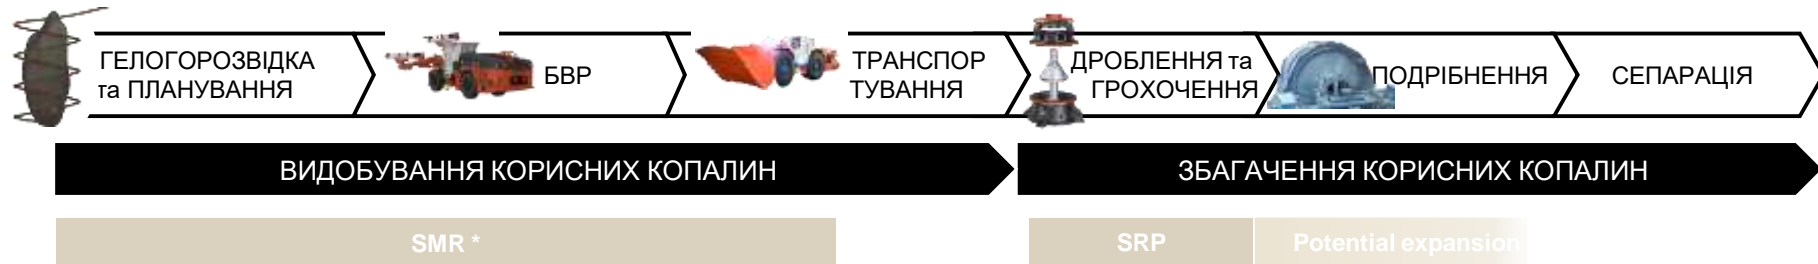 ГЕЛОГОРОЗВІДКА
та ПЛАНУВАННЯ
БВР
ТРАНСПОР
ТУВАННЯ
ДРОБЛЕННЯ та
ГРОХОЧЕННЯ
ПОДРІБНЕННЯ
СЕПАРАЦІЯ
ВИДОБУВАННЯ КОРИСНИХ КОПАЛИН
ЗБАГАЧЕННЯ КОРИСНИХ КОПАЛИН
SMR *
SRP
Potential expansion